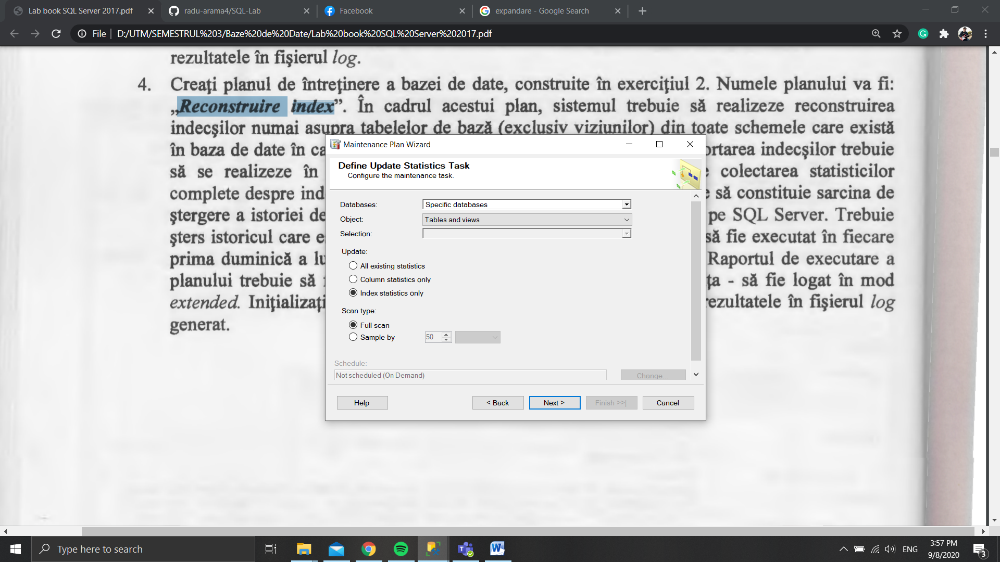 Lab book SQL Server 2017.pdf
radu-arama4/SQL-Lab
Facebook
expandare - Google Search
File
D:/UTM/SEMESTRUL%203/Baze%20de%20Date/Lab%20book%20SQL%20Server%202017.pdf
rezultatele în fişierul log.
4. Creaţi planul de întreţinere a bazei de date, construite în exerciţiul 2. Numele planului va fi:
„Reconstruire index”. În cadrul acestui plan, sistemul trebuie să realizeze reconstruirea
indecşilor numai asupra tabelelor de bază (exclusiv viziunilor) din toate schemele care există
în baza de date în ca
ortarea indecşilor trebuie
să se realizeze în
colectarea statisticilor
complete despre ind
să constituie sarcina de
ştergere a istoriei de
pe SQL Server. Trebuie
şters istoricul care e
să fie executat în fiecare
prima duminică a lu
Raportul de executare a
planului trebuie să
ţa - să fie logat în mod
extended. Iniţializaţi
rezultatele în fişierul log
generat.
Maintenance Plan Wizard
Define Update Statistics Task
Configure the maintenance task.
Databases:
Specific databases
Object:
Tables and views
Selection:
Update:
All existing statistics
Column statistics only
Index statistics only
Scan type:
Full scan
Sample by
50
Schedule:
Not scheduled (On Demand)
Change...
Help
< Back
Next >
Finish >>|
Cancel
Type here to search
ENG
3:57 PM
9/8/2020
3